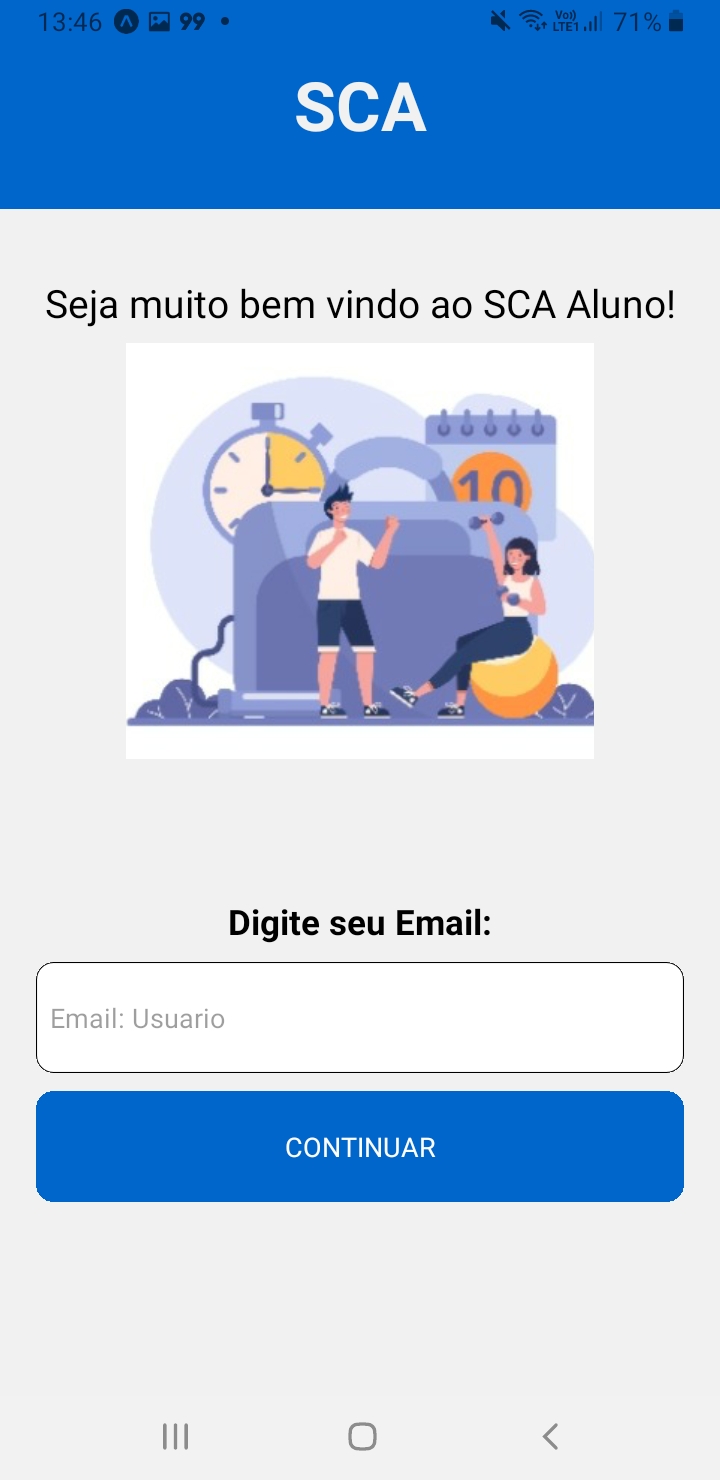 13:46 99 Vo)) LTE1 71%
SCA
Seja muito bem vindo ao SCA Aluno!
10
Digite seu Email:
Email: Usuario
CONTINUAR